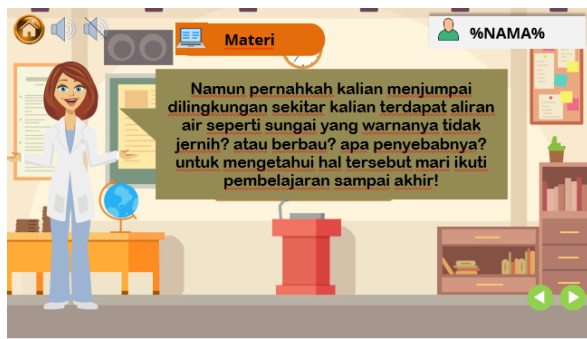 Materi
%NAMA%
Namun pernahkah kalian menjumpai
dilingkungan sekitar kalian terdapat aliran
air seperti sungai yang warnanya tidak
jernih? atau berbau? apa penyebabnya?
untuk mengetahui hal tersebut mari ikuti
pembelajaran sampai akhir!